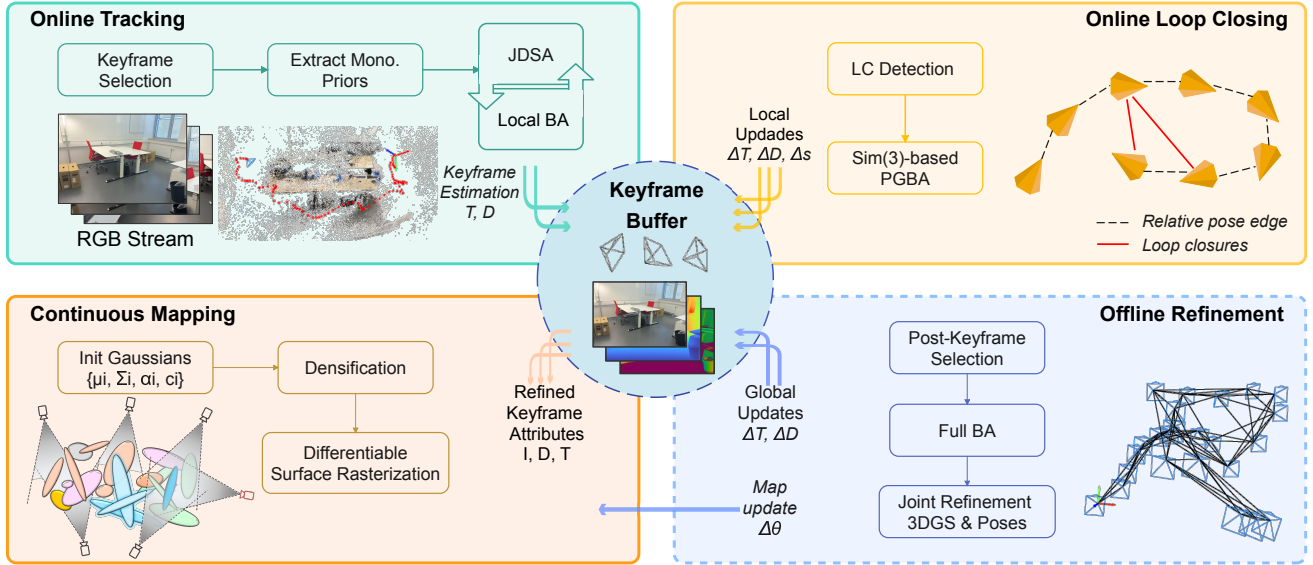 Online Tracking
Keyframe
Selection
Extract Mono.
Priors
JDSA
Local BA
RGB Stream
Keyframe
Estimation
T, D
Online Loop Closing
LC Detection
Sim(3)-based
PGBA
Local
Updades
ΔT, ΔD, Δs
Relative pose edge
Loop closures
Keyframe
Buffer
Continuous Mapping
Init Gaussians
{μi, Σi, αi, ci}
Densification
Differentiable
Surface Rasterization
Refined
Keyframe
Attributes
I, D, T
Offline Refinement
Post-Keyframe
Selection
Full BA
Joint Refinement
3DGS & Poses
Global
Updates
ΔT, ΔD
Map
update
Δθ